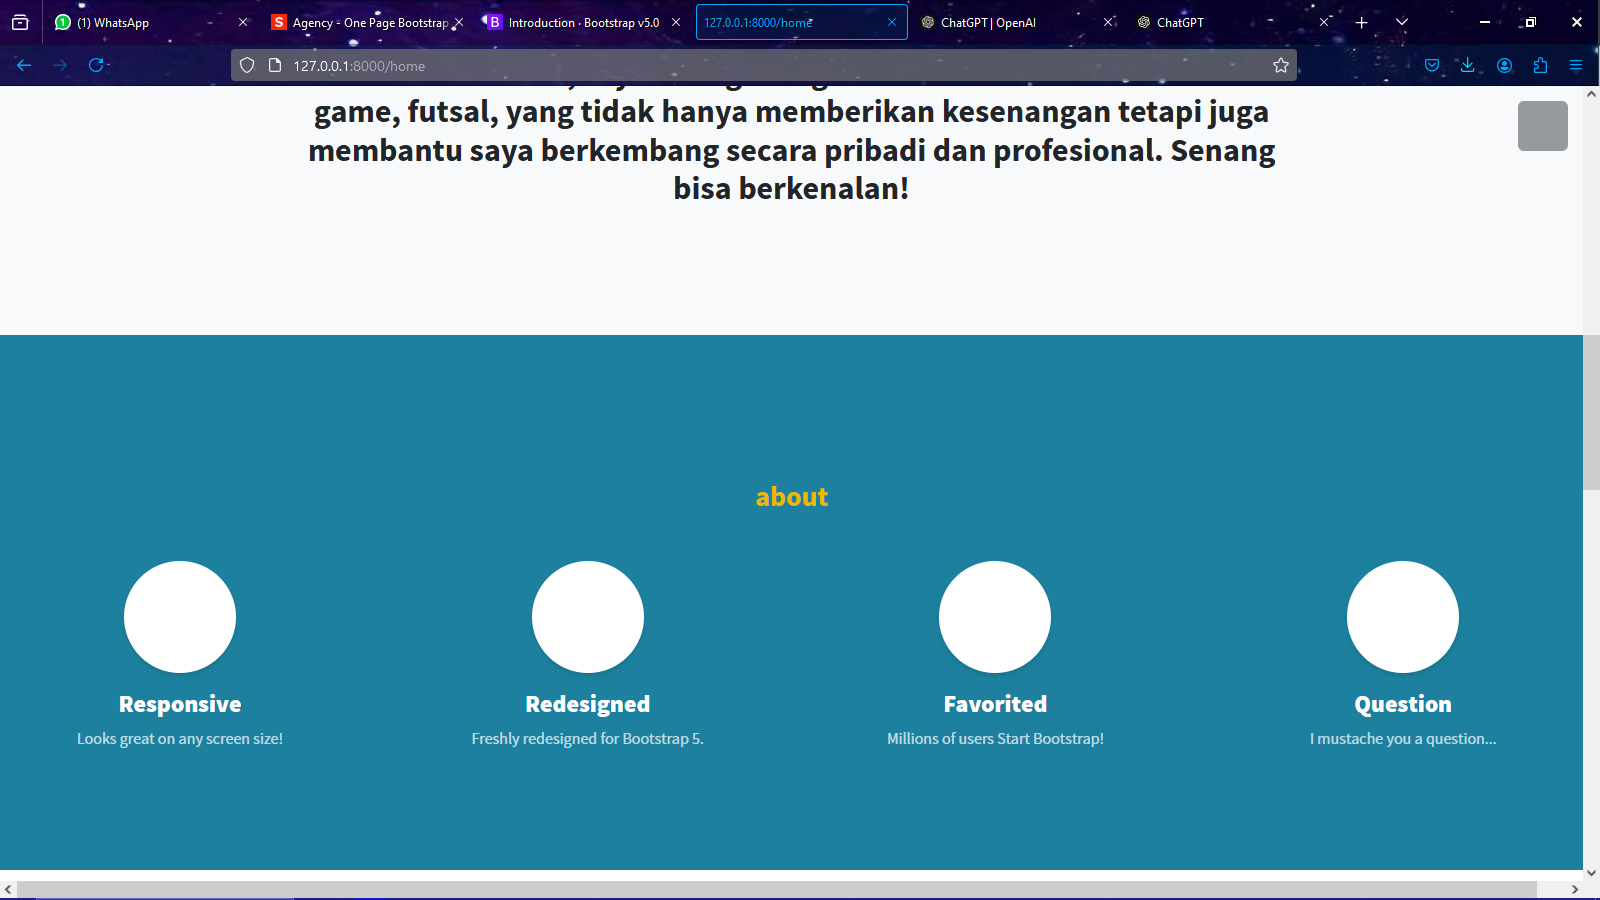 (1) WhatsApp
Agency - One Page Bootstrap
Introduction · Bootstrap v5.0
127.0.0.1:8000/home
ChatGPT | OpenAI
ChatGPT
127.0.0.1:8000/home
game, futsal, yang tidak hanya memberikan kesenangan tetapi juga
membantu saya berkembang secara pribadi dan profesional. Senang
bisa berkenalan!
about
Responsive
Redesigned
Favorited
Question
Looks great on any screen size!
Freshly redesigned for Bootstrap 5.
Millions of users Start Bootstrap!
I mustache you a question...